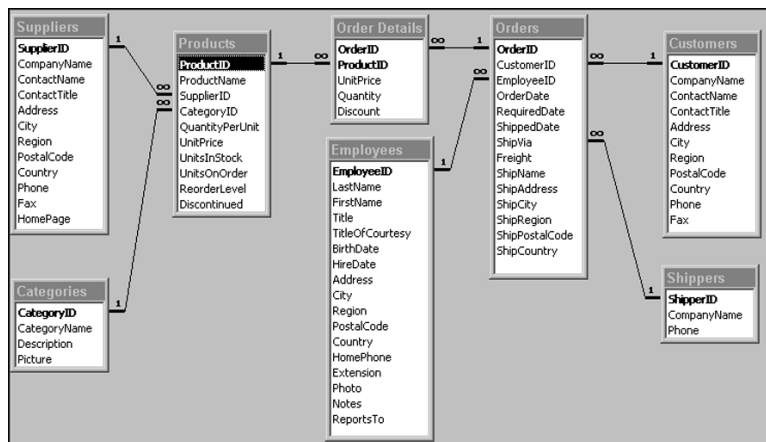 Suppliers
SupplierID
CompanyName
ContactName
ContactTitle
Address
City
Region
PostalCode
Country
Phone
Fax
HomePage
1
∞
∞
Products
ProductID
ProductName
SupplierID
CategoryID
QuantityPerUnit
UnitPrice
UnitsInStock
UnitsOnOrder
ReorderLevel
Discontinued
1
∞
Order Details
OrderID
ProductID
UnitPrice
Quantity
Discount
∞
1
∞
Orders
OrderID
CustomerID
EmployeeID
OrderDate
RequiredDate
ShippedDate
ShipVia
Freight
ShipName
ShipAddress
ShipCity
ShipRegion
ShipPostalCode
ShipCountry
∞
1
∞
Customers
CustomerID
CompanyName
ContactName
ContactTitle
Address
City
Region
PostalCode
Country
Phone
Fax
Categories
CategoryID
CategoryName
Description
Picture
1
Employees
EmployeeID
LastName
FirstName
Title
TitleOfCourtesy
BirthDate
HireDate
Address
City
Region
PostalCode
Country
HomePhone
Extension
Photo
Notes
ReportsTo
1
1
Shippers
ShipperID
CompanyName
Phone